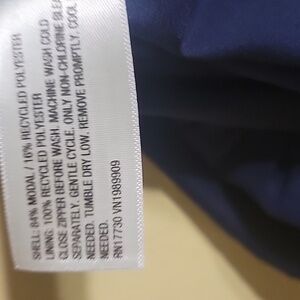 SHELL: 84% MODAL / 16% RECYCLED POLYESTER
LINING: 100% RECYCLED POLYESTER
CLOSE ZIPPER BEFORE WASH. MACHINE WASH COLD
SEPARATELY. GENTLE CYCLE. ONLY NON-CHLORINE BLEA
NEEDED. TUMBLE DRY LOW. REMOVE PROMPTLY. COOL
NEEDED.
RN17730 VN1989909